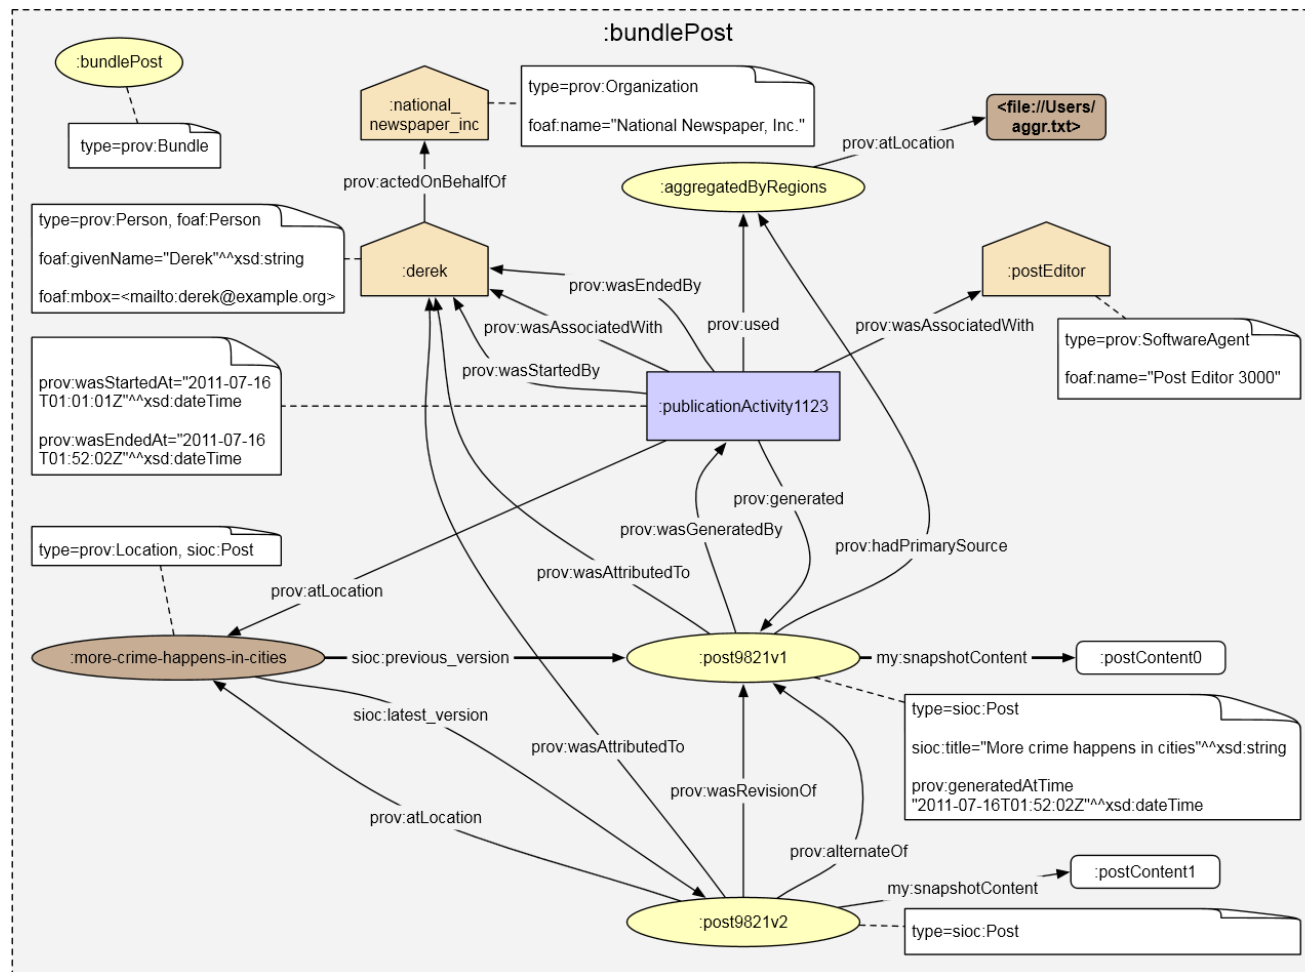 :bundlePost
:bundlePost
type=prov:Bundle
:national_
newspaper_inc
type=prov:Organization
foaf:name="National Newspaper, Inc."
<file://Users/
aggr.txt>
prov:atLocation
prov:actedOnBehalfOf
:aggregatedByRegions
type=prov:Person, foaf:Person
foaf:givenName="Derek"^^xsd:string
foaf:mbox=<mailto:derek@example.org>
:derek
:postEditor
prov:wasEndedBy
prov:wasAssociatedWith
prov:used
prov:wasAssociatedWith
prov:wasStartedBy
type=prov:SoftwareAgent
foaf:name="Post Editor 3000"
prov:wasStartedAt="2011-07-16
T01:01:01Z"^^xsd:dateTime
prov:wasEndedAt="2011-07-16
T01:52:02Z"^^xsd:dateTime
:publicationActivity1123
prov:generated
prov:wasGeneratedBy
prov:hadPrimarySource
type=prov:Location, sioc:Post
prov:wasAttributedTo
prov:atLocation
:more-crime-happens-in-cities
sioc:previous_version
:post9821v1
my:snapshotContent
:postContent0
sioc:latest_version
type=sioc:Post
sioc:title="More crime happens in cities"^^xsd:string
prov:generatedAtTime
"2011-07-16T01:52:02Z"^^xsd:dateTime
prov:wasAttributedTo
prov:wasRevisionOf
prov:atLocation
prov:alternateOf
:postContent1
my:snapshotContent
:post9821v2
type=sioc:Post